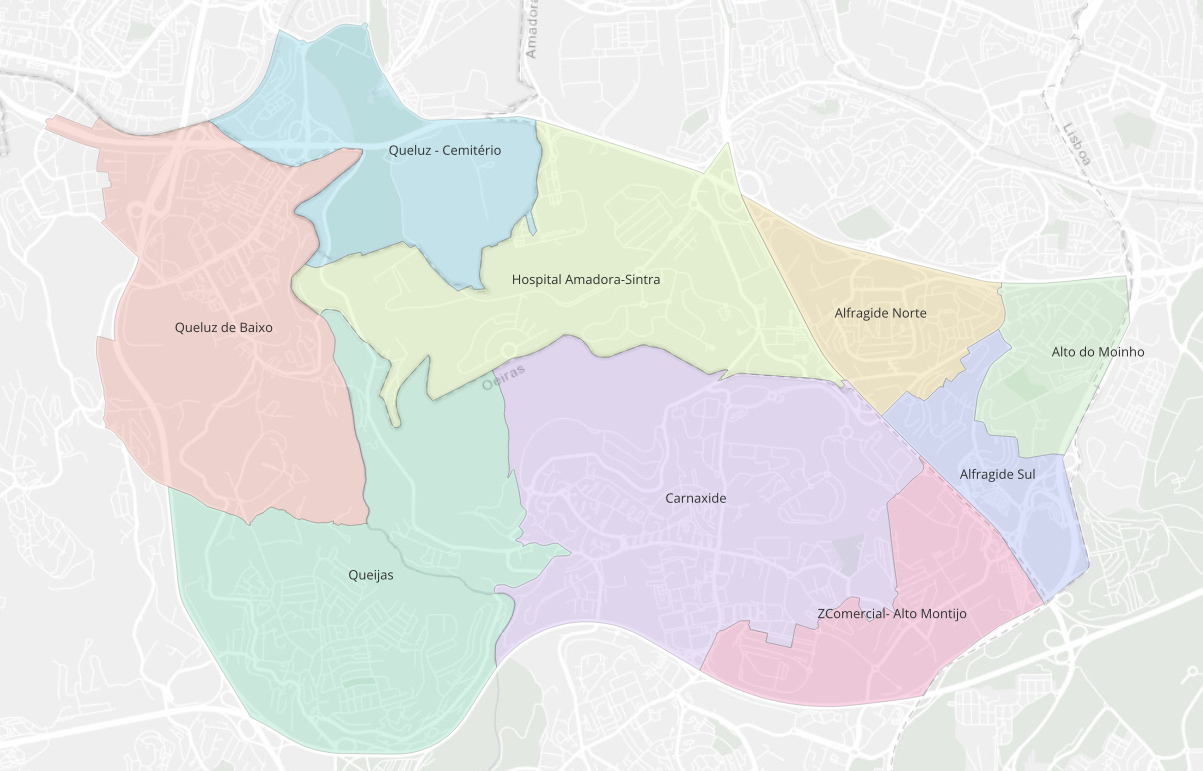 Amadora
Lisboa
Queluz - Cemitério
Hospital Amadora-Sintra
Alfragide Norte
Queluz de Baixo
Alto do Moinho
Oeiras
Alfragide Sul
Carnaxide
Queijas
ZComercial- Alto Montijo